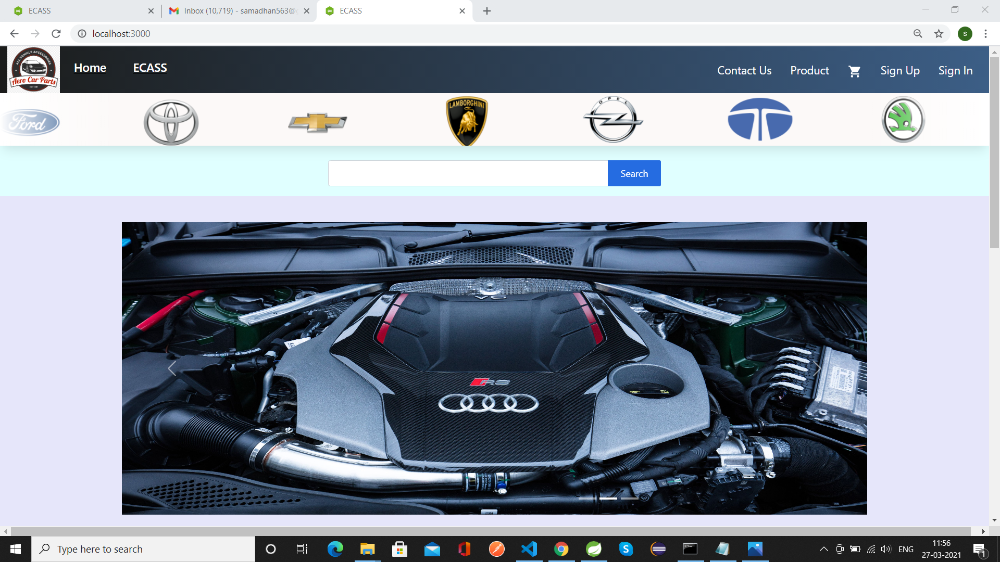 ECASS
Inbox (10,719) - samadhan563@
ECASS
localhost:3000
S
ALL VEHICLE ACCESSORIES
Aero Car Parts
Home
ECASS
Contact Us
Product
Sign Up
Sign In
Ford
LAMBORGHINI
OPEL
Search
V6
RS
Type here to search
ENG
11:56
27-03-2021
1